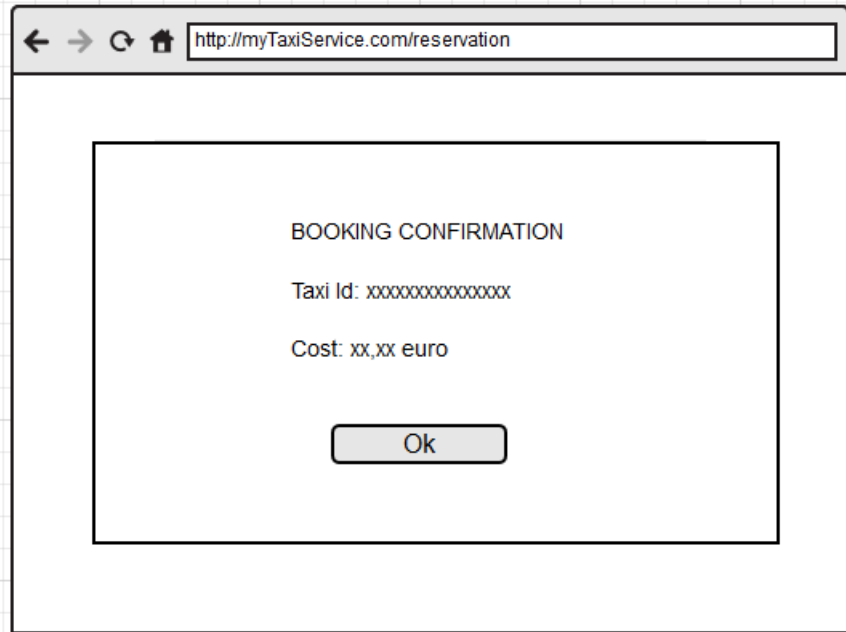 http://myTaxiService.com/reservation
BOOKING CONFIRMATION
Taxi Id: xxxxxxxxxxxxxxx
Cost: xx,xx euro
Ok